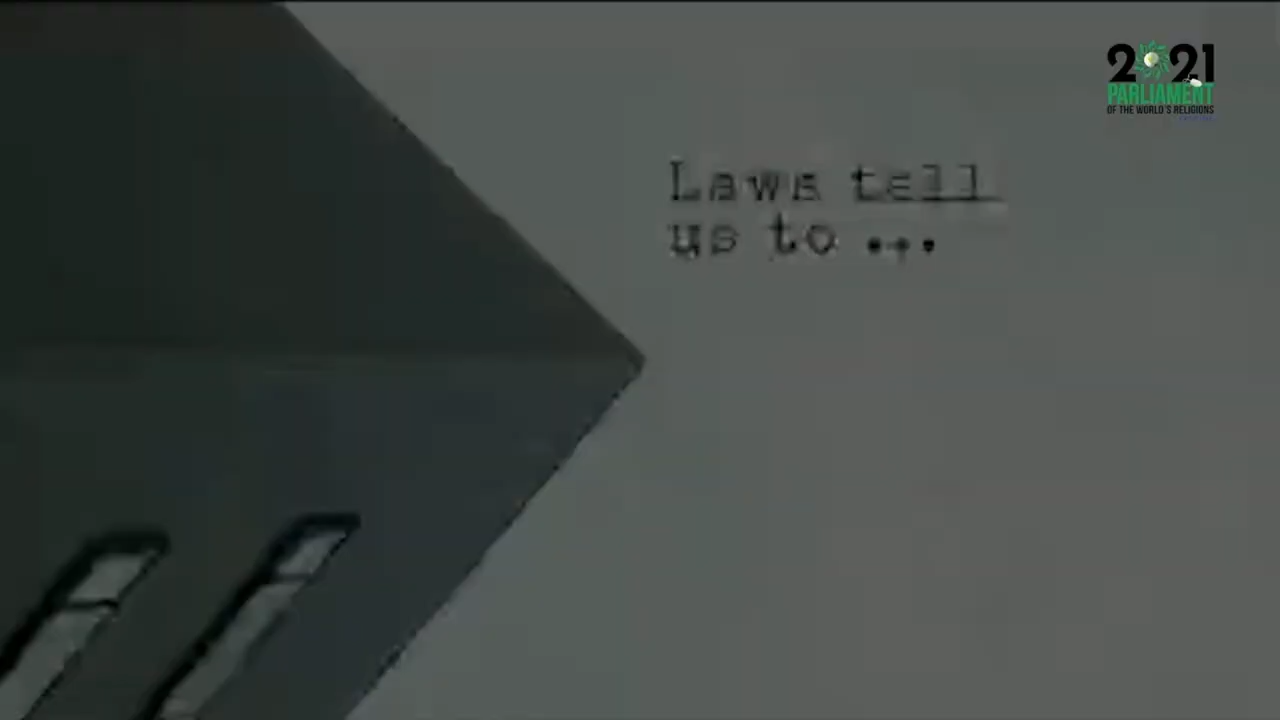 Laws tell
us to ...
2021
PARLIAMENT
OF THE WORLD'S RELIGIONS